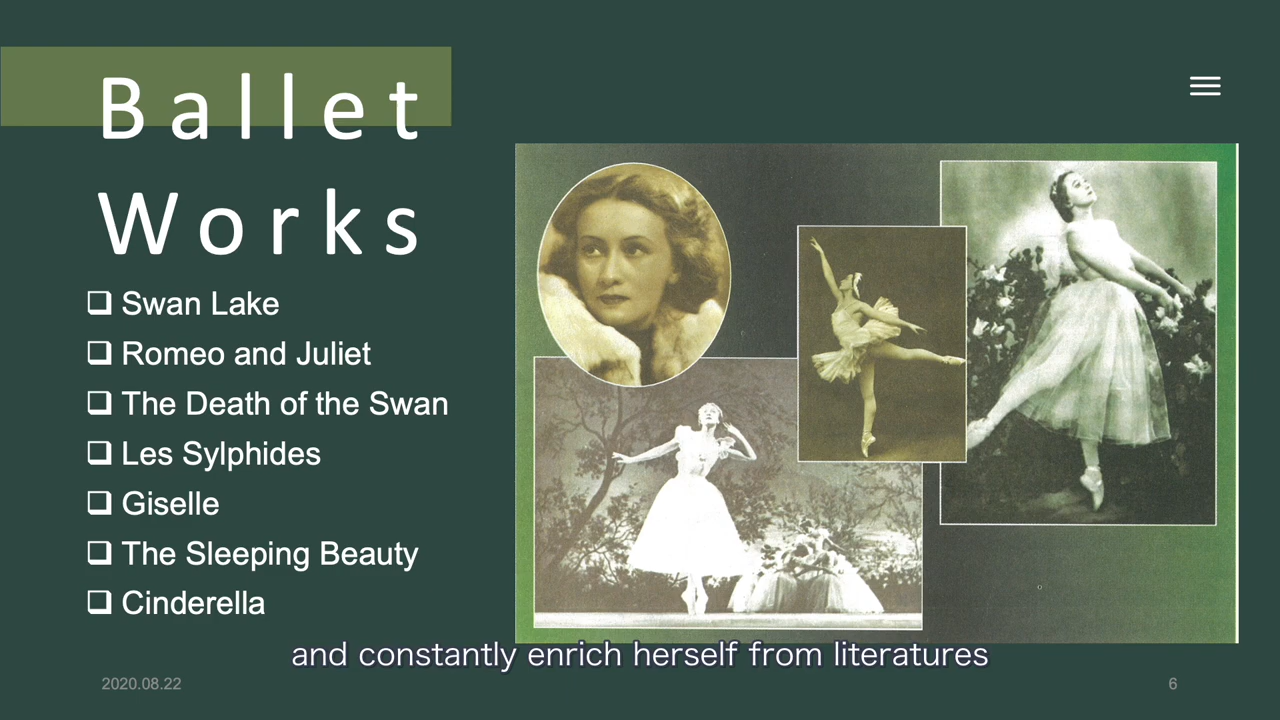 Ballet
Works
Swan Lake
Romeo and Juliet
The Death of the Swan
Les Sylphides
Giselle
The Sleeping Beauty
Cinderella
and constantly enrich herself from literatures
2020.08.22
6